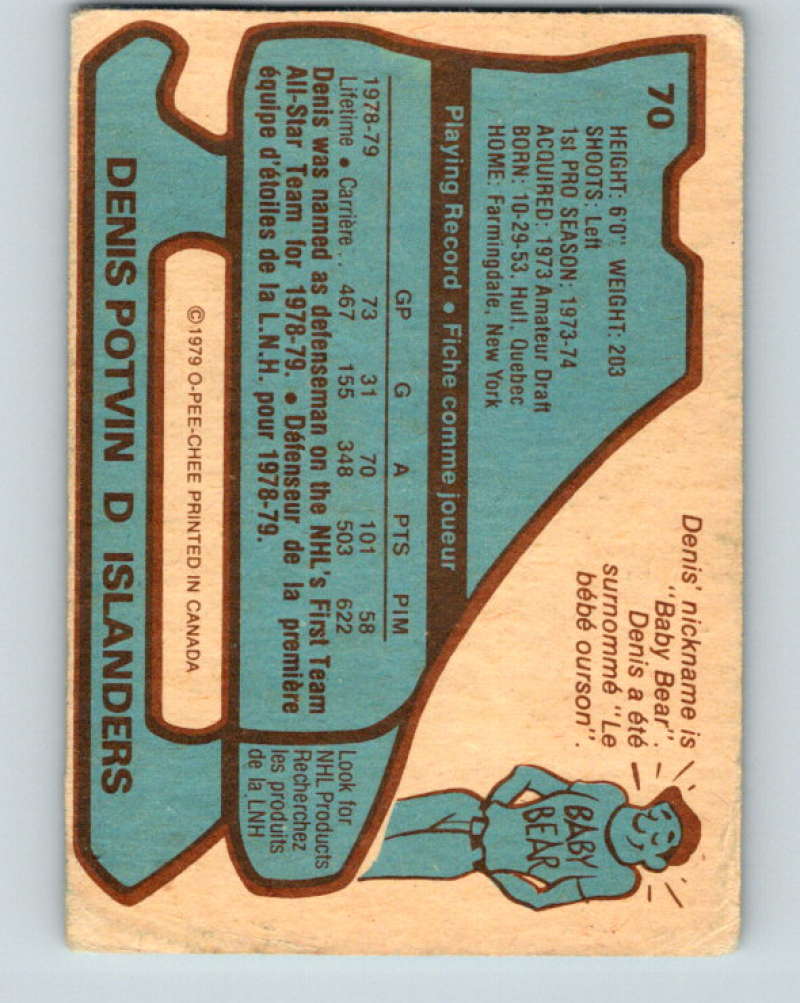 70
HEIGHT: 6'0" WEIGHT: 203
SHOOTS: Left
1st PRO SEASON: 1973-74
ACQUIRED: 1973 Amateur Draft
BORN: 10-29-53, Hull, Quebec
HOME: Farmingdale, New York
Denis' nickname is
"Baby Bear".
Denis a été
surnommé "Le
bébé ourson".
BABY
BEAR
Playing Record • Fiche comme joueur
GP G A PTS PIM
1978-79 73 31 70 101 58
Lifetime • Carrière .. 467 155 348 503 622
Denis was named as defenseman on the NHL's First Team
All-Star Team for 1978-79. • Défenseur de la première
équipe d'étoiles de la L.N.H. pour 1978-79.
Look for
NHL Products
Recherchez
les produits
de la LNH
©1979 O-PEE-CHEE PRINTED IN CANADA
DENIS POTVIN D ISLANDERS